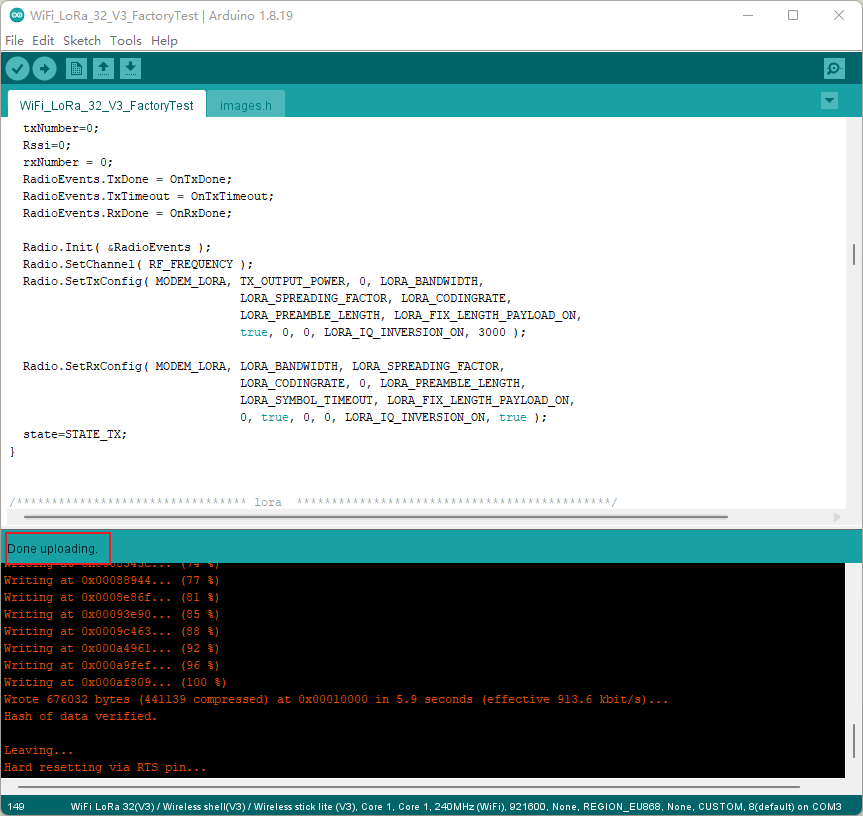 WiFi_LoRa_32_V3_FactoryTest | Arduino 1.8.19
File Edit Sketch Tools Help
WiFi_LoRa_32_V3_FactoryTest images.h
txNumber=0;
Rssi=0;
rxNumber = 0;
RadioEvents.TxDone = OnTxDone;
RadioEvents.TxTimeout = OnTxTimeout;
RadioEvents.RxDone = OnRxDone;
Radio.Init( &RadioEvents );
Radio.SetChannel( RF_FREQUENCY );
Radio.SetTxConfig( MODEM_LORA, TX_OUTPUT_POWER, 0, LORA_BANDWIDTH,
LORA_SPREADING_FACTOR, LORA_CODINGRATE,
LORA_PREAMBLE_LENGTH, LORA_FIX_LENGTH_PAYLOAD_ON,
true, 0, 0, LORA_IQ_INVERSION_ON, 3000 );
Radio.SetRxConfig( MODEM_LORA, LORA_BANDWIDTH, LORA_SPREADING_FACTOR,
LORA_CODINGRATE, 0, LORA_PREAMBLE_LENGTH,
LORA_SYMBOL_TIMEOUT, LORA_FIX_LENGTH_PAYLOAD_ON,
0, true, 0, 0, LORA_IQ_INVERSION_ON, true );
state=STATE_TX;
}
/********************************* lora *********************************************/
Done uploading.
Writing at (74 %)
Writing at 0x00088944... (77 %)
Writing at 0x0008e86f... (81 %)
Writing at 0x00093e90... (85 %)
Writing at 0x0009c463... (88 %)
Writing at 0x000a4961... (92 %)
Writing at 0x000a9fef... (96 %)
Writing at 0x000af809... (100 %)
Wrote 676032 bytes (441139 compressed) at 0x00010000 in 5.9 seconds (effective 913.6 kbit/s)...
Hash of data verified.
Leaving...
Hard resetting via RTS pin...
149 WiFi LoRa 32(V3) / Wireless shell(V3) / Wireless stick lite (V3), Core 1, Core 1, 240MHz (WiFi), 921600, None, REGION_EU868, None, CUSTOM, 8(default) on COM3